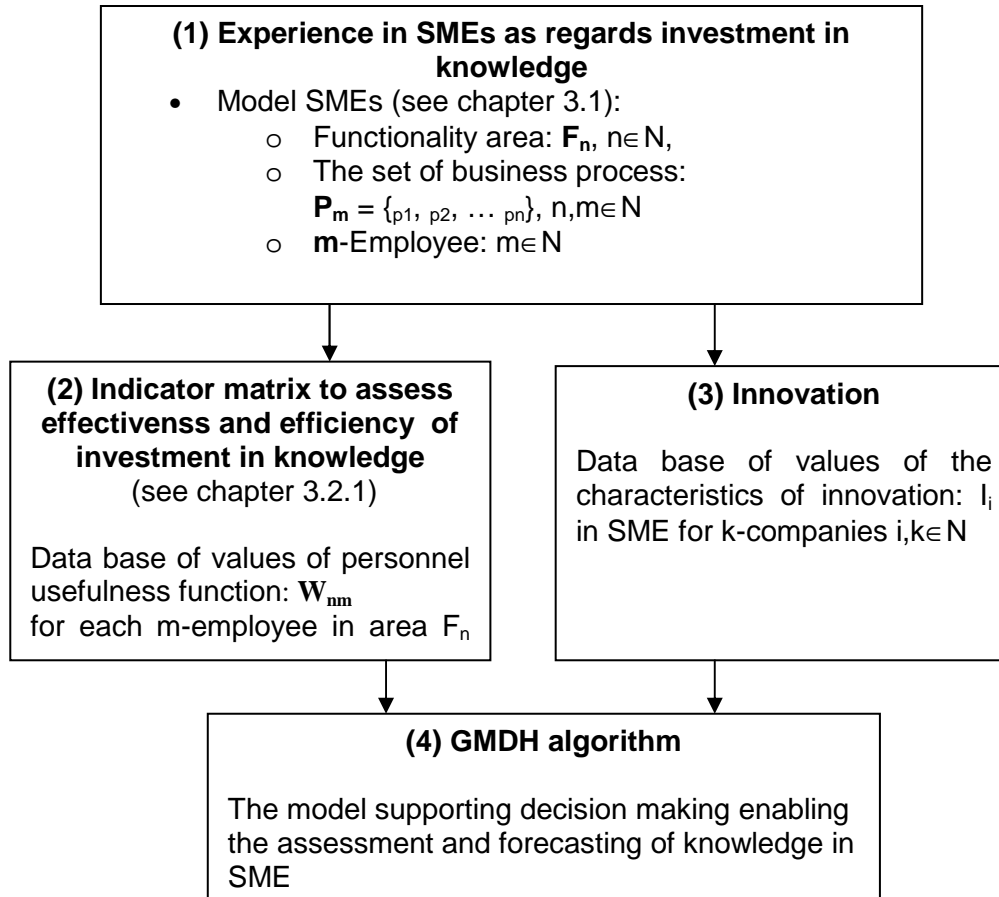 (1) Experience in SMEs as regards investment in
knowledge
• Model SMEs (see chapter 3.1):
o Functionality area: Fn, n∈N,
o The set of business process:
Pm = {p1, p2, … pn}, n,m∈N
o m-Employee: m∈N
(2) Indicator matrix to assess
effectivenss and efficiency of
investment in knowledge
(see chapter 3.2.1)
Data base of values of personnel
usefulness function: Wnm
for each m-employee in area Fn
(3) Innovation
Data base of values of the
characteristics of innovation: Ii
in SME for k-companies i,k∈N
(4) GMDH algorithm
The model supporting decision making enabling
the assessment and forecasting of knowledge in
SME